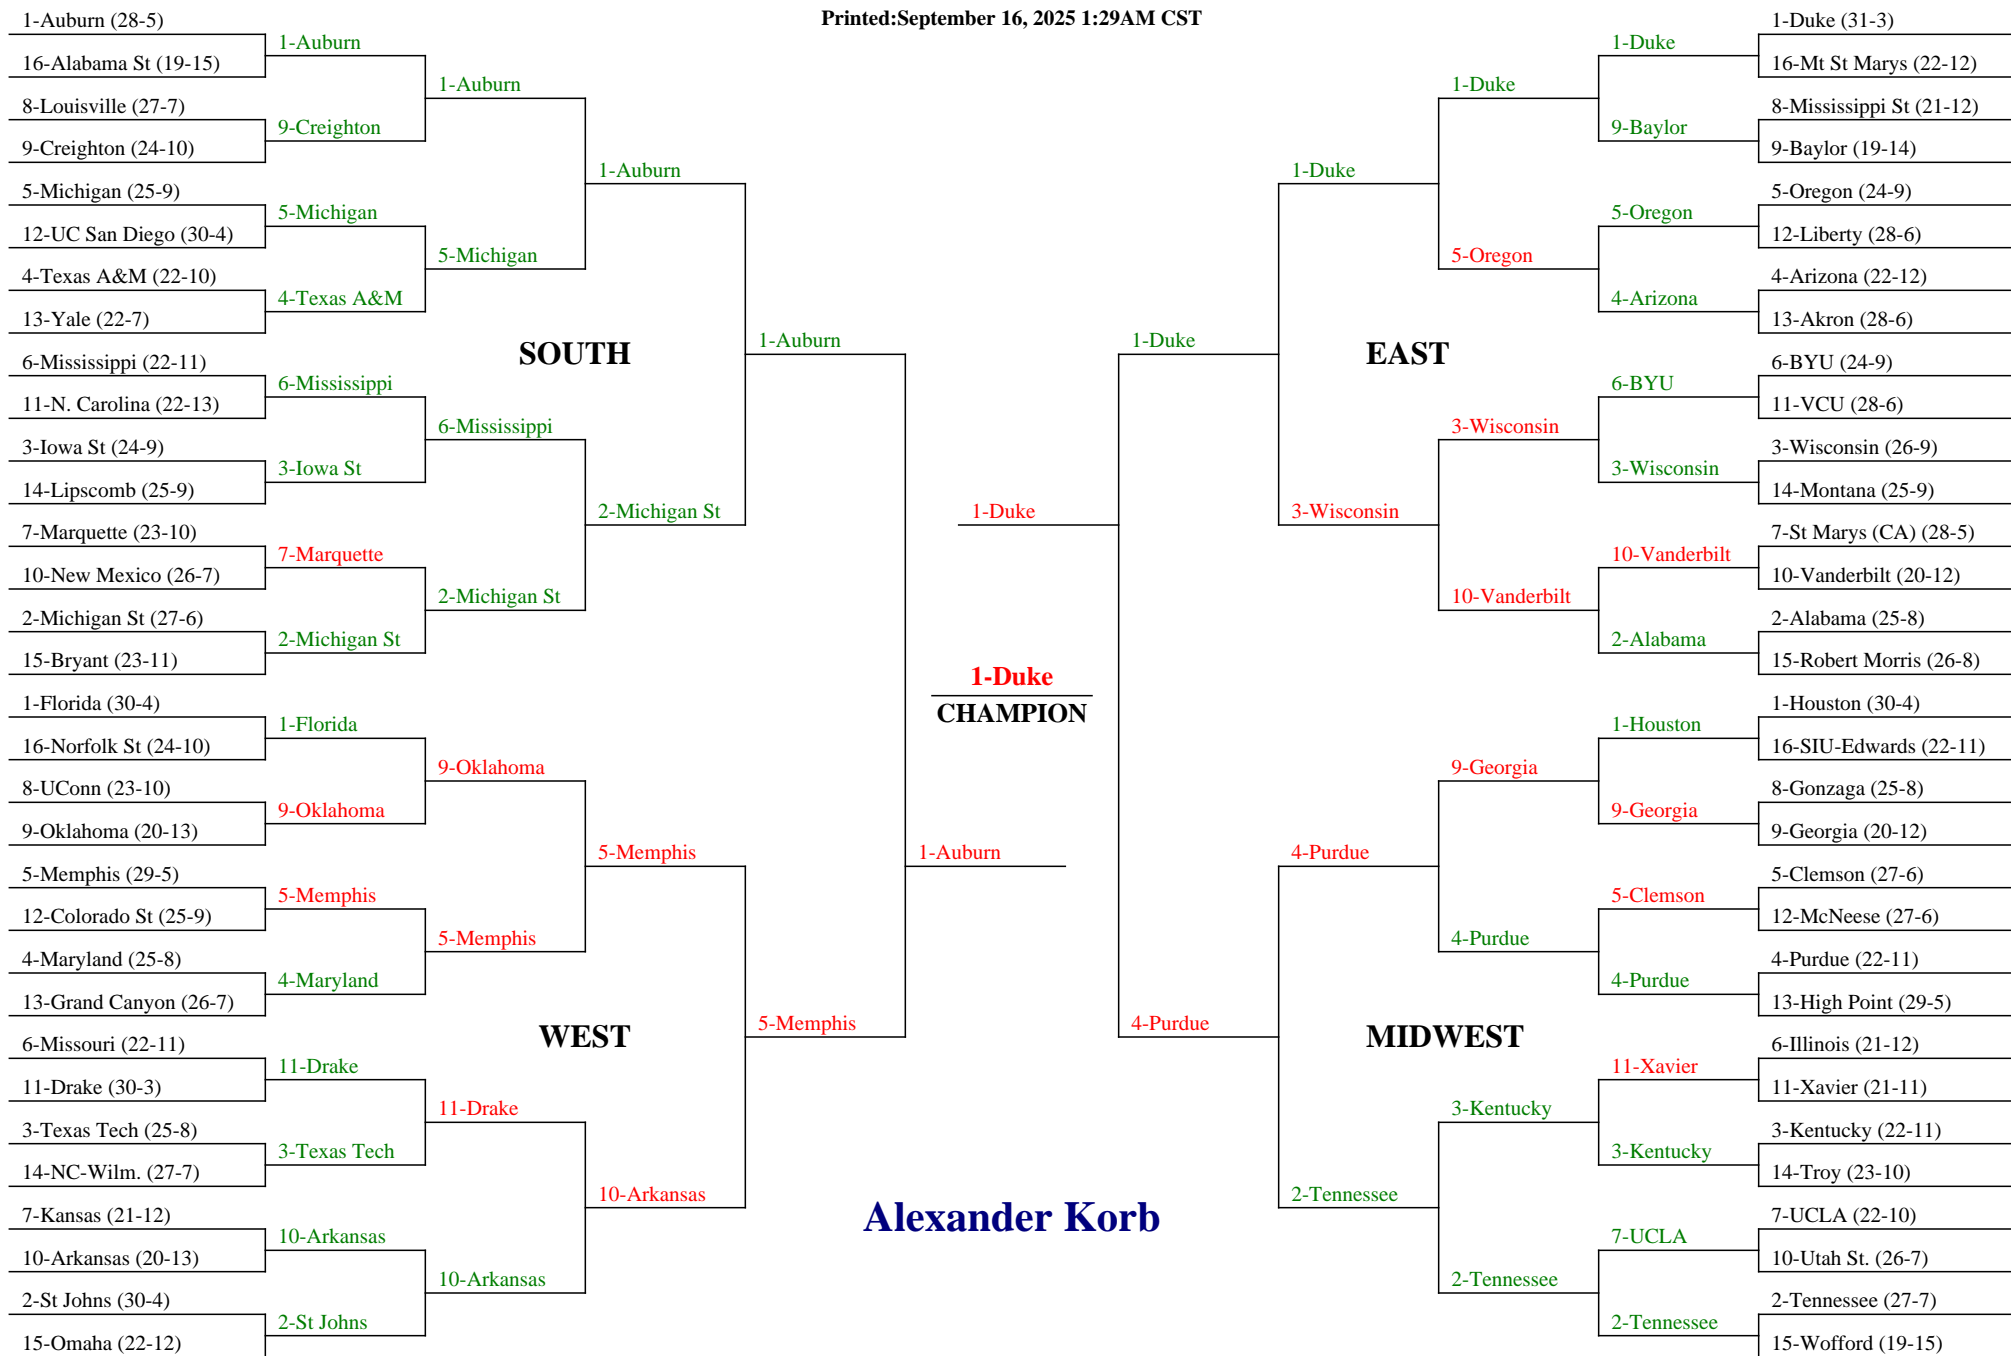 Printed:September 16, 2025 1:29AM CST
1-Auburn (28-5)
16-Alabama St (19-15)
8-Louisville (27-7)
9-Creighton (24-10)
5-Michigan (25-9)
12-UC San Diego (30-4)
4-Texas A&M (22-10)
13-Yale (22-7)
6-Mississippi (22-11)
11-N. Carolina (22-13)
3-Iowa St (24-9)
14-Lipscomb (25-9)
7-Marquette (23-10)
10-New Mexico (26-7)
2-Michigan St (27-6)
15-Bryant (23-11)
1-Florida (30-4)
16-Norfolk St (24-10)
8-UConn (23-10)
9-Oklahoma (20-13)
5-Memphis (29-5)
12-Colorado St (25-9)
4-Maryland (25-8)
13-Grand Canyon (26-7)
6-Missouri (22-11)
11-Drake (30-3)
3-Texas Tech (25-8)
14-NC-Wilm. (27-7)
7-Kansas (21-12)
10-Arkansas (20-13)
2-St Johns (30-4)
15-Omaha (22-12)
1-Auburn
9-Creighton
5-Michigan
4-Texas A&M
6-Mississippi
3-Iowa St
7-Marquette
2-Michigan St
1-Florida
9-Oklahoma
5-Memphis
4-Maryland
11-Drake
3-Texas Tech
10-Arkansas
2-St Johns
1-Auburn
5-Michigan
6-Mississippi
2-Michigan St
9-Oklahoma
5-Memphis
11-Drake
10-Arkansas
1-Auburn
2-Michigan St
5-Memphis
10-Arkansas
SOUTH
WEST
1-Auburn
5-Memphis
1-Auburn
1-Duke
1-Duke
CHAMPION
Alexander Korb
1-Duke
4-Purdue
EAST
MIDWEST
1-Duke
3-Wisconsin
4-Purdue
2-Tennessee
1-Duke
5-Oregon
3-Wisconsin
10-Vanderbilt
9-Georgia
4-Purdue
3-Kentucky
2-Tennessee
1-Duke
9-Baylor
5-Oregon
4-Arizona
6-BYU
3-Wisconsin
10-Vanderbilt
2-Alabama
1-Houston
9-Georgia
5-Clemson
4-Purdue
11-Xavier
3-Kentucky
7-UCLA
2-Tennessee
1-Duke (31-3)
16-Mt St Marys (22-12)
8-Mississippi St (21-12)
9-Baylor (19-14)
5-Oregon (24-9)
12-Liberty (28-6)
4-Arizona (22-12)
13-Akron (28-6)
6-BYU (24-9)
11-VCU (28-6)
3-Wisconsin (26-9)
14-Montana (25-9)
7-St Marys (CA) (28-5)
10-Vanderbilt (20-12)
2-Alabama (25-8)
15-Robert Morris (26-8)
1-Houston (30-4)
16-SIU-Edwards (22-11)
8-Gonzaga (25-8)
9-Georgia (20-12)
5-Clemson (27-6)
12-McNeese (27-6)
4-Purdue (22-11)
13-High Point (29-5)
6-Illinois (21-12)
11-Xavier (21-11)
3-Kentucky (22-11)
14-Troy (23-10)
7-UCLA (22-10)
10-Utah St. (26-7)
2-Tennessee (27-7)
15-Wofford (19-15)